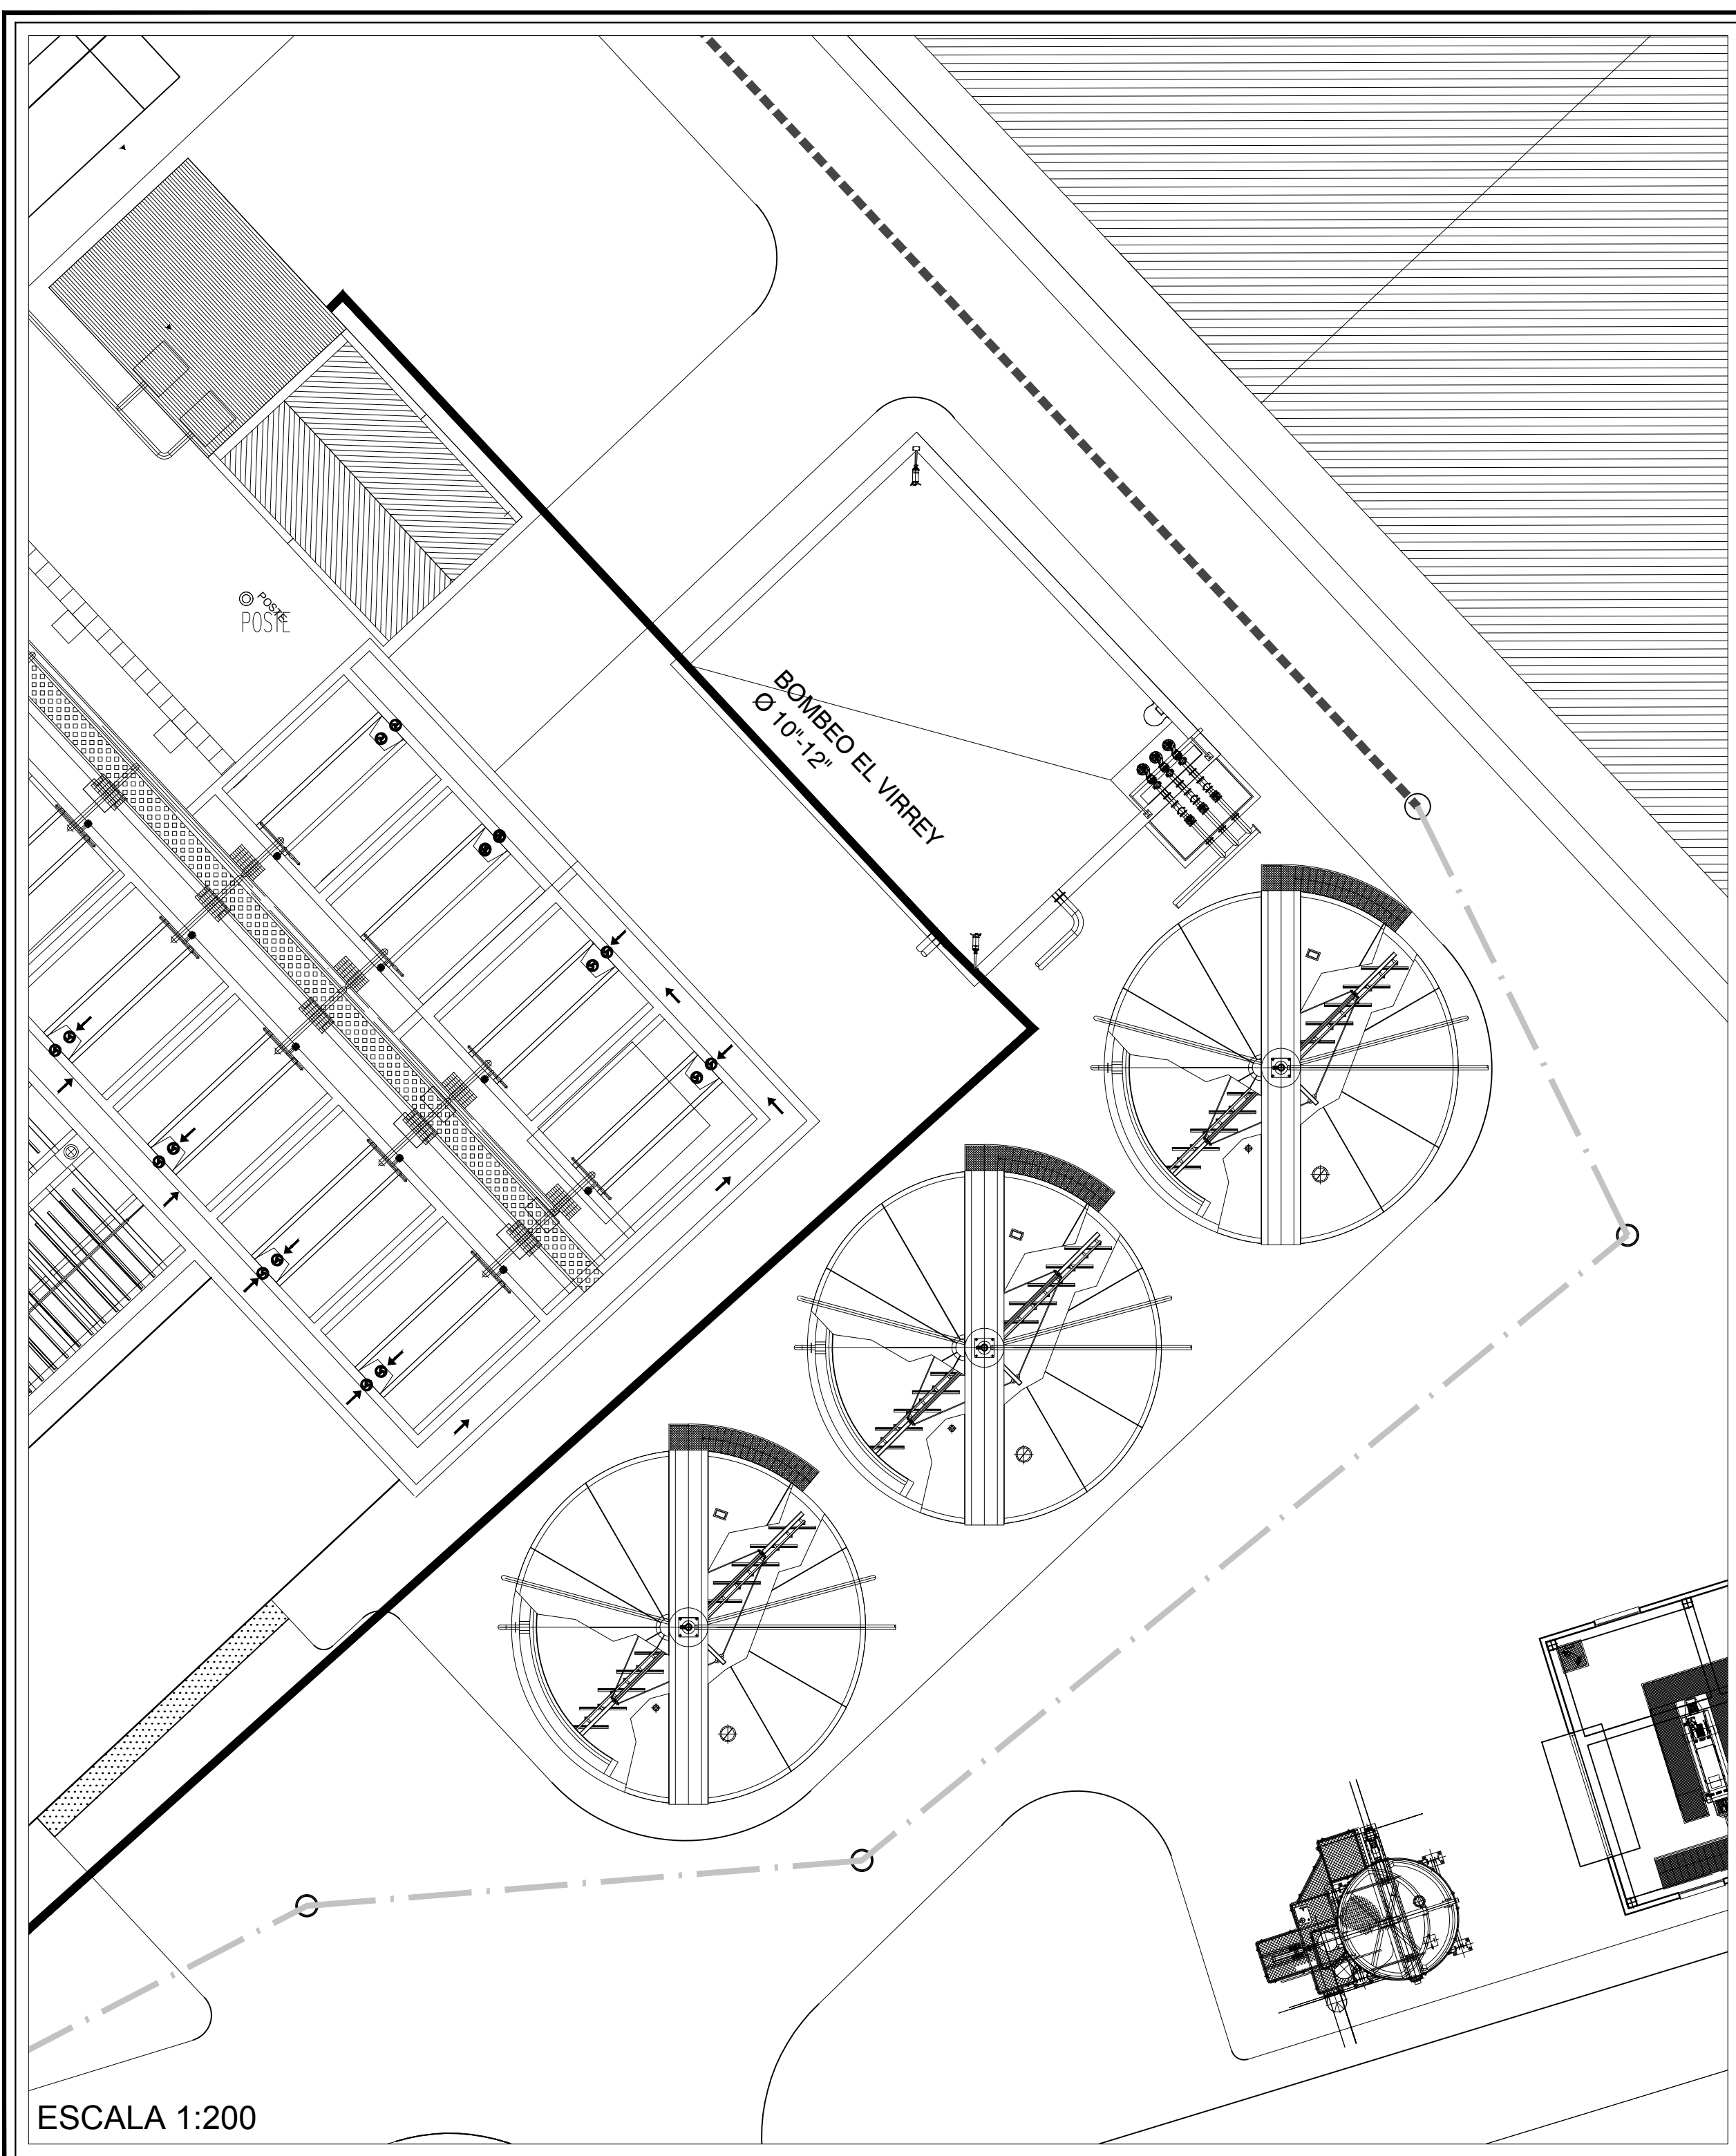 POSTE
POSTE
BOMBEO EL VIRREY
Ø 10"-12"
ESCALA 1:200